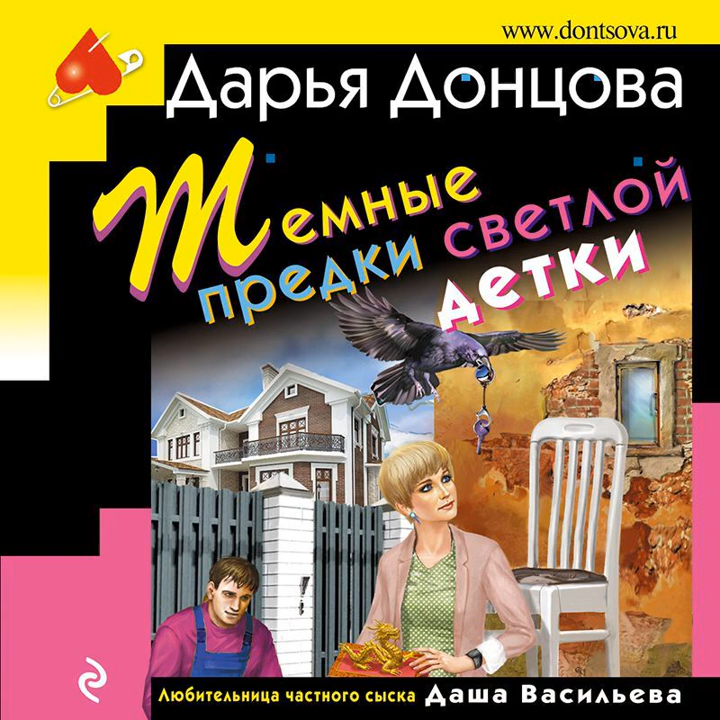 www.dontsova.ru
Дарья Донцова
Темные
предки светлой
детки
Любительница частного сыска Даша Васильева